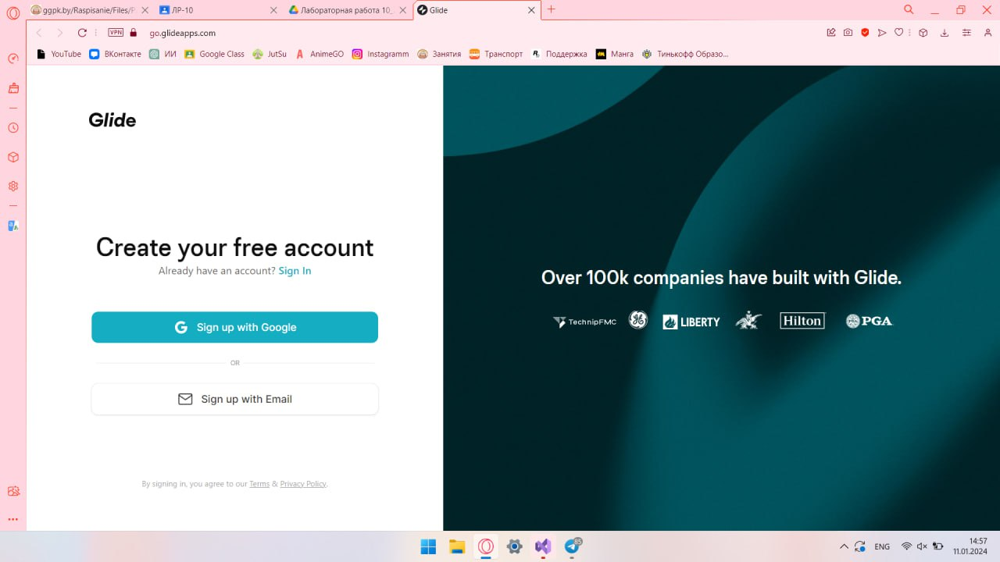 ggpk.by/Raspisanie/Files/P
ЛР-10
Лабораторная работа 10_
Glide
VPN
go.glideapps.com
YouTube
ВКонтакте
ИИ
Google Class
JutSu
AnimeGO
Instagramm
Занятия
Транспорт
Поддержка
Манга
Тинькофф Образо...
Glide
Create your free account
Already have an account? Sign In
Sign up with Google
OR
Sign up with Email
By signing in, you agree to our Terms & Privacy Policy.
Over 100k companies have built with Glide.
TechnipFMC
GE
LIBERTY
Hilton
PGA
85
ENG
14:57
11.01.2024